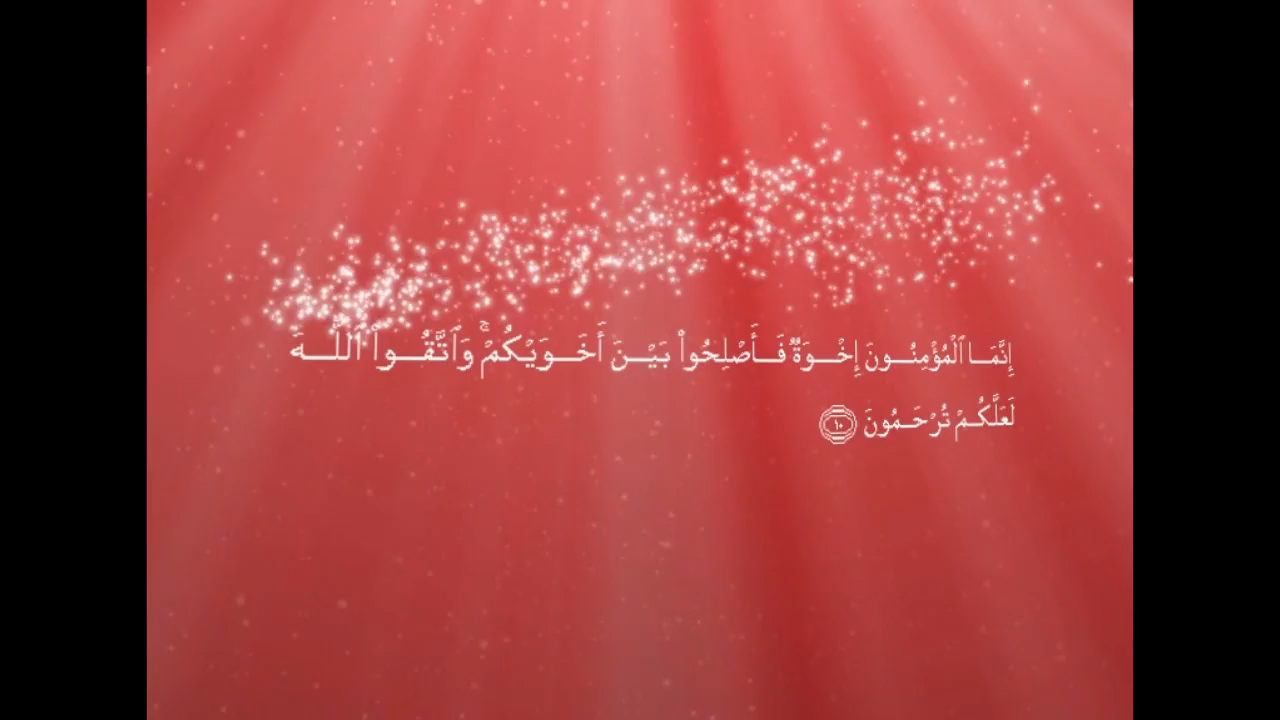 إِنَّمَا ٱلْمُؤْمِنُونَ إِخْوَةٌ فَأَصْلِحُوا۟ بَيْنَ أَخَوَيْكُمْ ۚ وَٱتَّقُوا۟ ٱللَّهَ
لَعَلَّكُمْ تُرْحَمُونَ ١٠